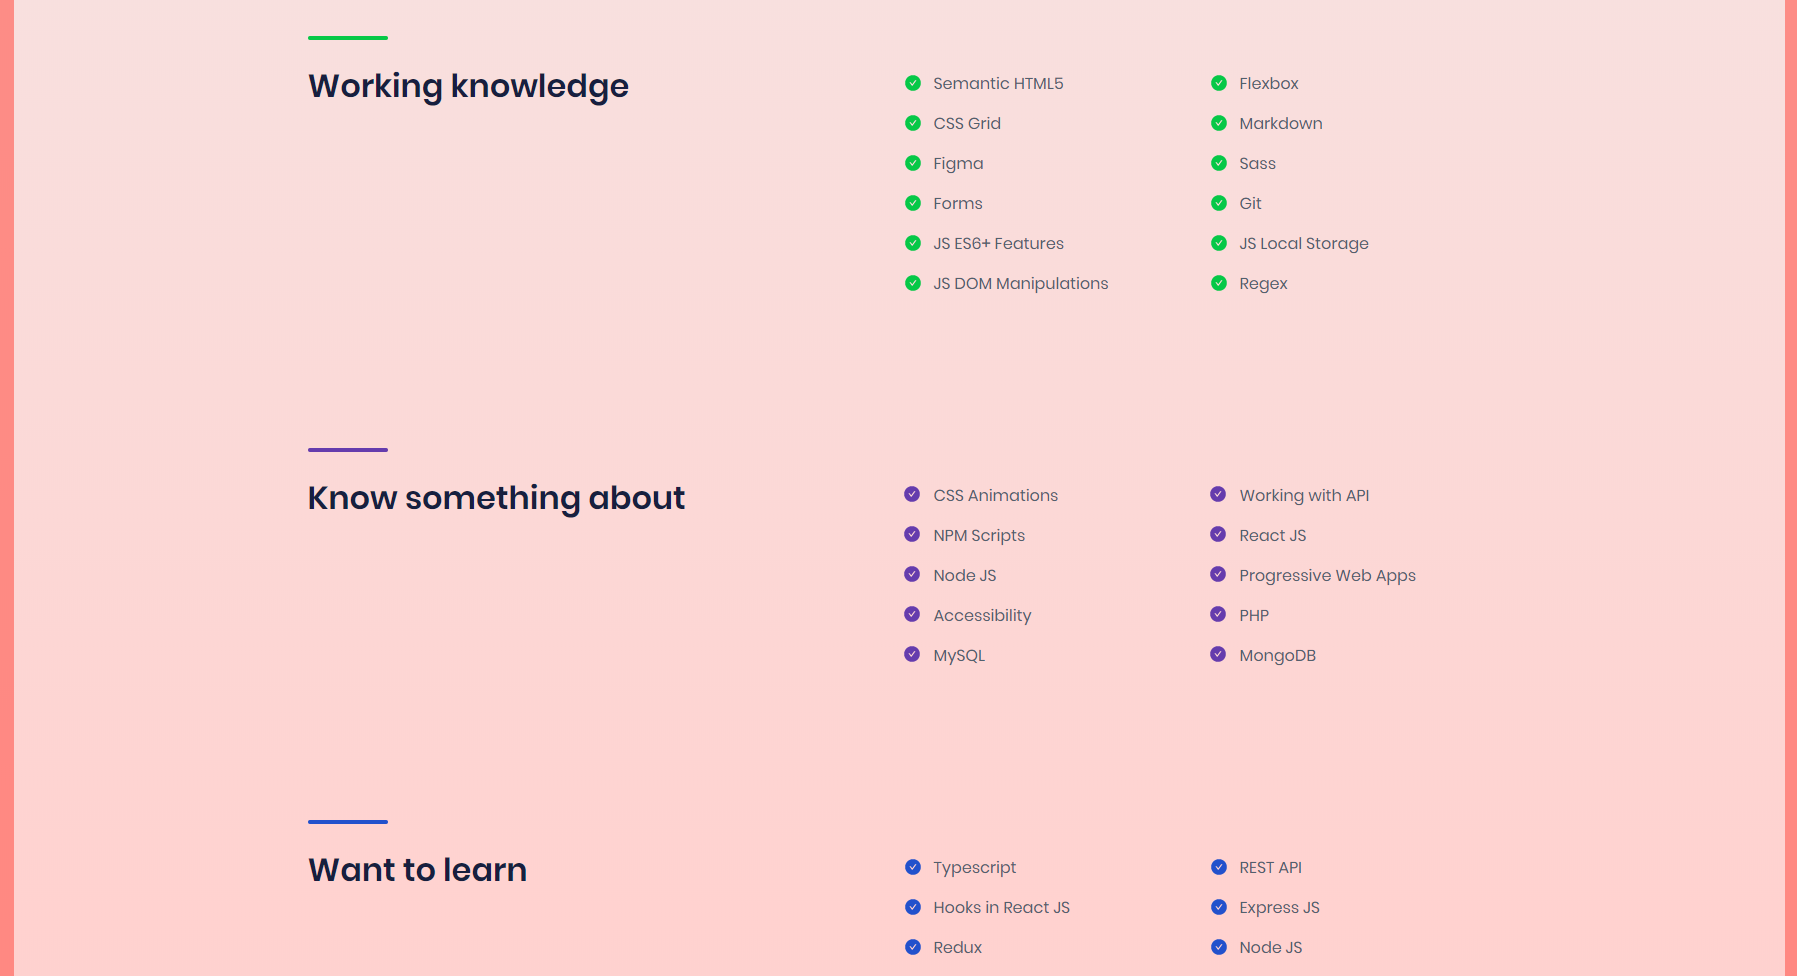 Working knowledge
Semantic HTML5
Flexbox
CSS Grid
Markdown
Figma
Sass
Forms
Git
JS ES6+ Features
JS Local Storage
JS DOM Manipulations
Regex
Know something about
CSS Animations
Working with API
NPM Scripts
React JS
Node JS
Progressive Web Apps
Accessibility
PHP
MySQL
MongoDB
Want to learn
Typescript
REST API
Hooks in React JS
Express JS
Redux
Node JS